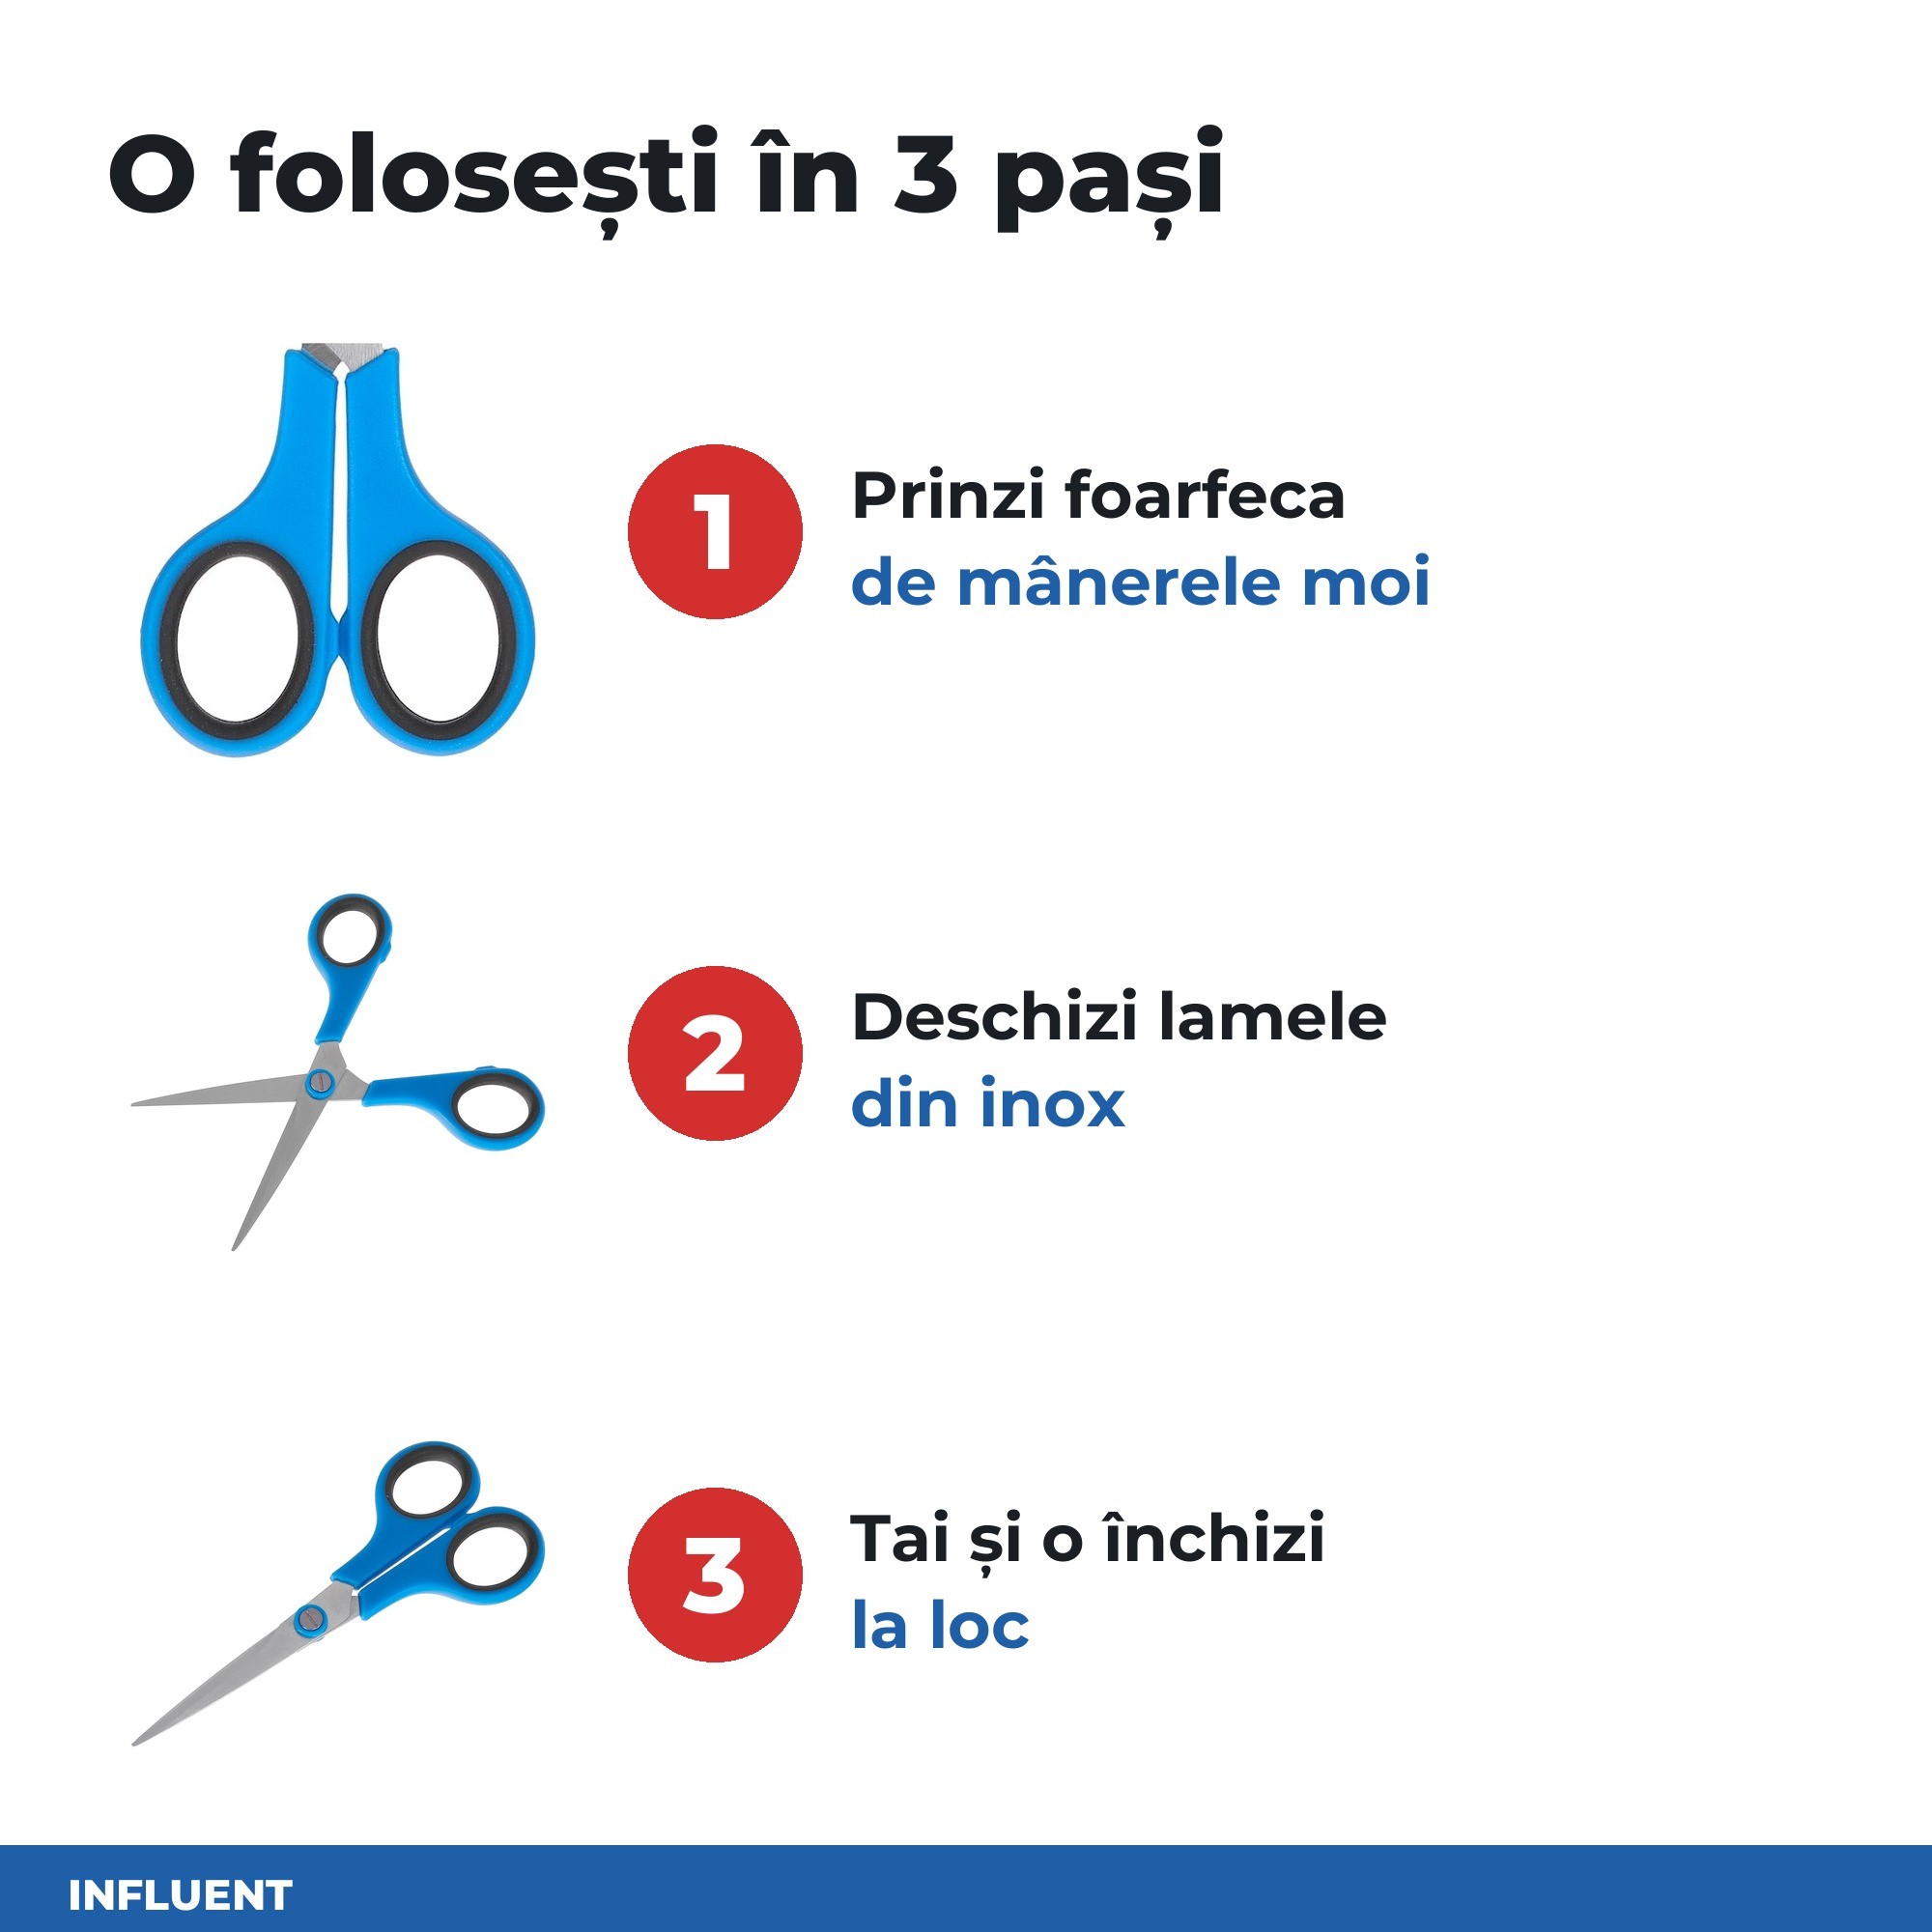 O folosești în 3 pași
1
Prinzi foarfeca
de mânerele moi
2
Deschizi lamele
din inox
3
Tai și o închizi
la loc
INFLUENT